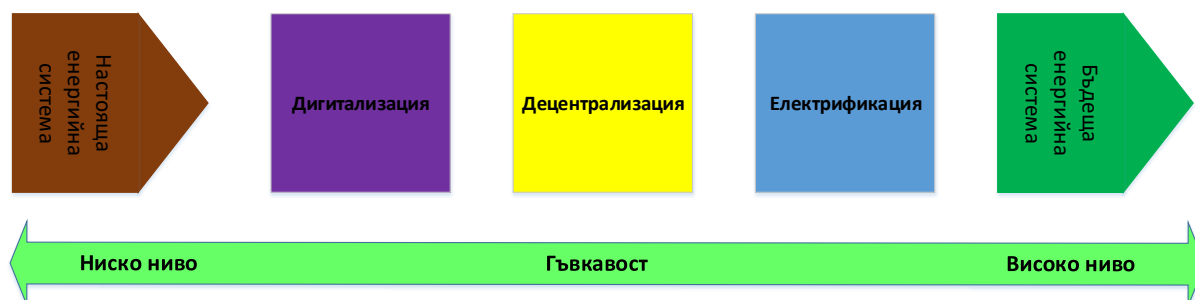 Настояща
енергийна
система
Дигитализация
Децентрализация
Електрификация
Бъдеща
енергийна
система
Ниско ниво
Гъвкавост
Високо ниво